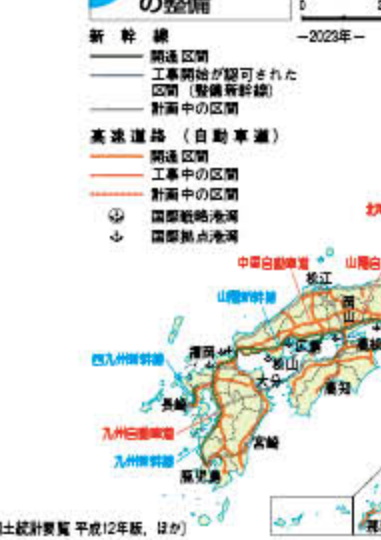 の整備
0
新幹線
―2023年―
開通区間
工事開始が認可された
区間（整備新幹線）
計画中の区間
高速道路（自動車道）
開通区間
工事中の区間
計画中の区間
国際戦略港湾
国際拠点港湾
中国自動車道
松江
山陽新幹線
岡山
広島
福岡
松山
西九州新幹線
大分
高知
長崎
九州自動車道
宮崎
九州新幹線
鹿児島
土統計要覧 平成12年版，ほか）